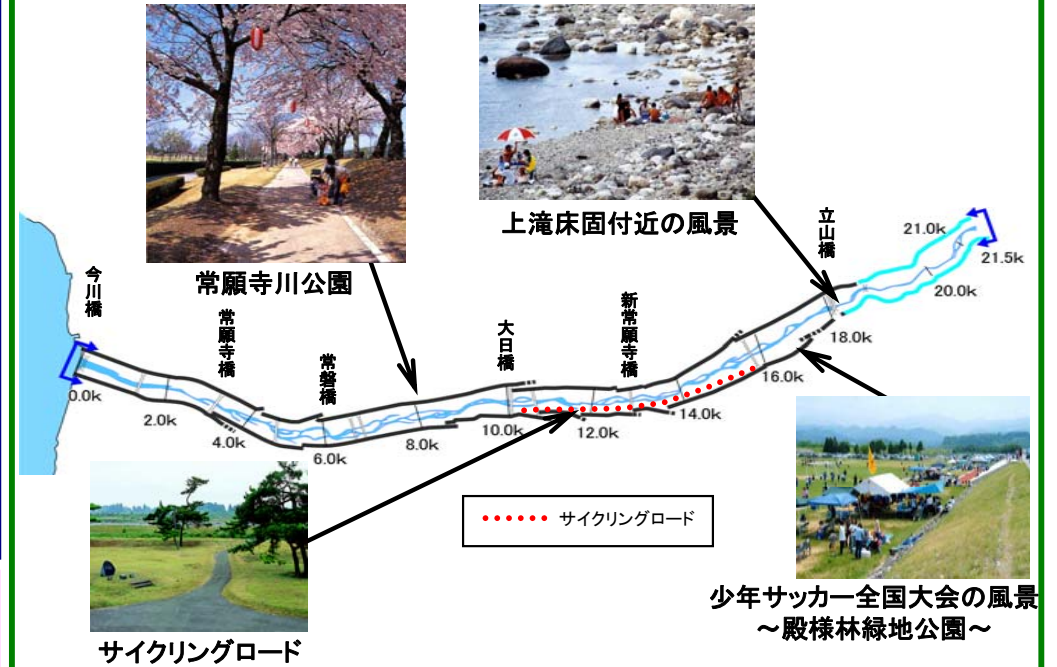 上滝床固付近の風景
常願寺川公園
立山橋
21.0k
21.5k
20.0k
今川橋
常願寺橋
常磐橋
大日橋
新常願寺橋
18.0k
16.0k
14.0k
12.0k
10.0k
8.0k
6.0k
4.0k
2.0k
0.0k
サイクリングロード
サイクリングロード
少年サッカー全国大会の風景
～殿様林緑地公園～